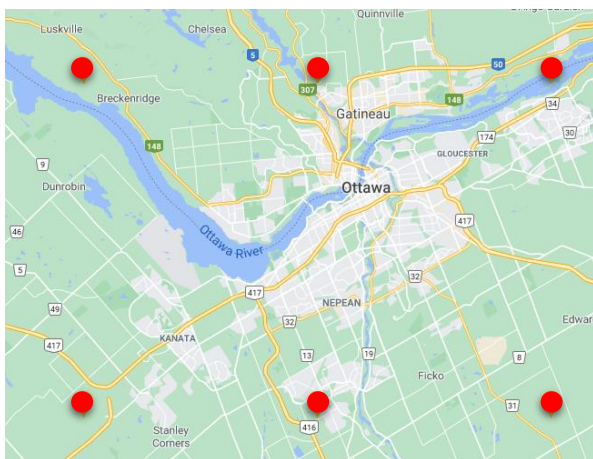 Luskville
Chelsea
Quinnville
5
50
307
148
Breckenridge
Gatineau
34
148
174
30
GLOUCESTER
9
Dunrobin
Ottawa
46
417
Ottawa River
5
32
417
49
NEPEAN
32
Edwar
417
KANATA
13
19
8
Ficko
31
Stanley
Corners
416